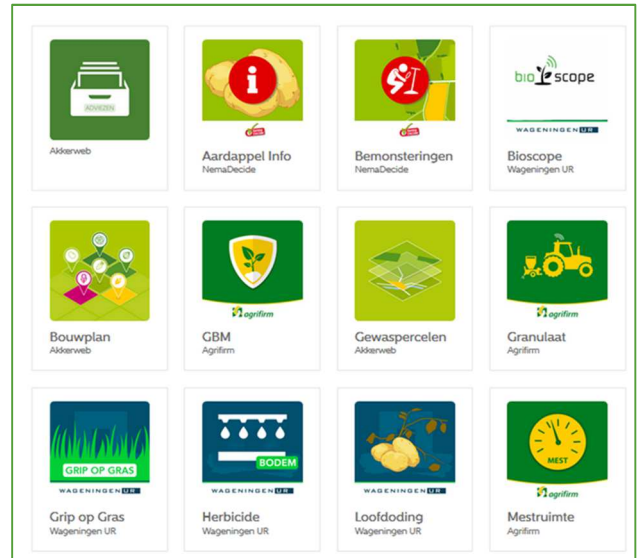 ADVIEZEN
Akkerweb
Aardappel Info
NemaDecide
Bemonsteringen
NemaDecide
bioscope
WAGENINGEN UR
Bioscope
Wageningen UR
Bouwplan
Akkerweb
agrifirm
GBM
Agrifirm
Gewaspercelen
Akkerweb
agrifirm
Granulaat
Agrifirm
GRIP OP GRAS
WAGENINGEN UR
Grip op Gras
Wageningen UR
BODEM
WAGENINGEN UR
Herbicide
Wageningen UR
WAGENINGEN UR
Loofdoding
Wageningen UR
MEST
agrifirm
Mestruimte
Agrifirm